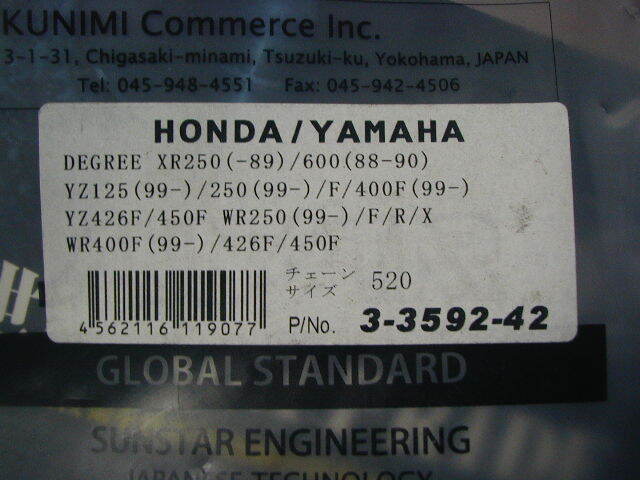 KUNIMI Commerce Inc.
3-1-31, Chigasaki-minami, Tsuzuki-ku, Yokohama, JAPAN
Tel: 045-948-4551 Fax: 045-942-4506
HONDA/YAMAHA
DEGREE XR250(-89)/600(88-90)
YZ125(99-)/250(99-)/F/400F(99-)
YZ426F/450F WR250(99-)/F/R/X
WR400F(99-)/426F/450F
チェーン
サイズ 520
4562116119077 P/No. 3-3592-42
GLOBAL STANDARD
SUNSTAR ENGINEERING
JAPANESE TECHNOLOGY